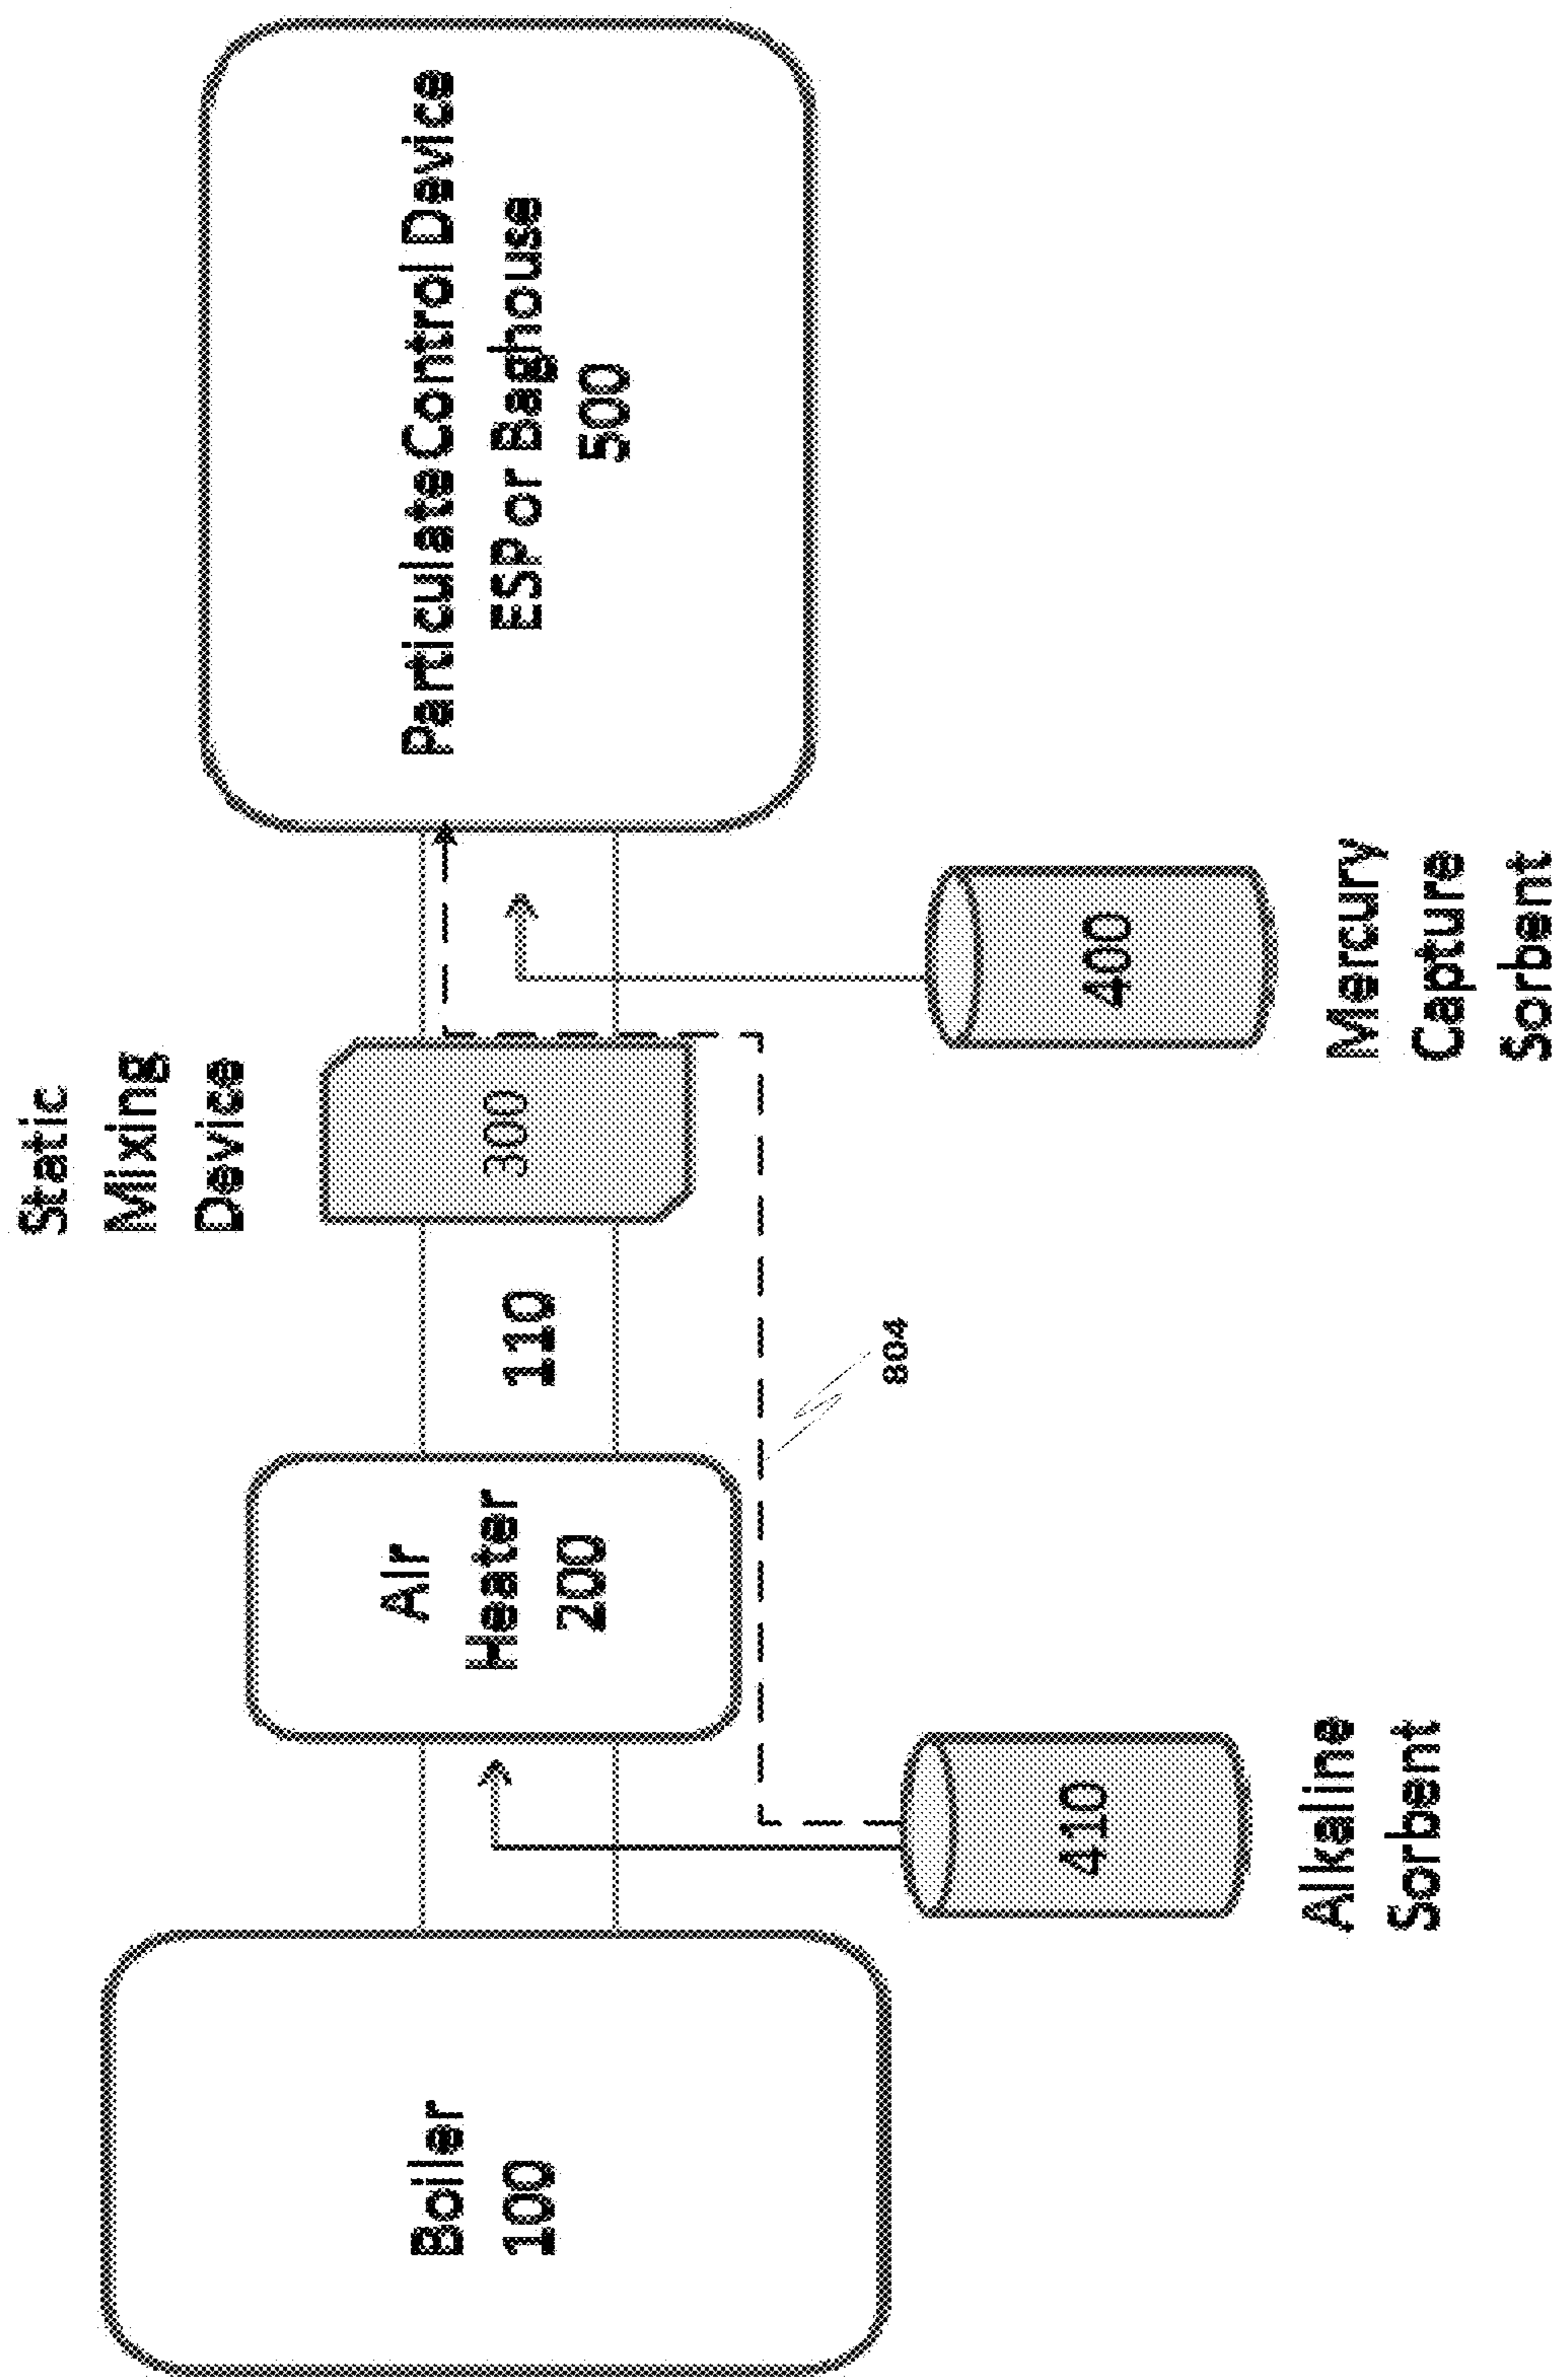 Boiler
100
Air
Heater
200
110
Static
Mixing
Device
300
Particulate Control Device
ESP or Baghouse
500
804
410
Alkaline
Sorbent
400
Mercury
Capture
Sorbent